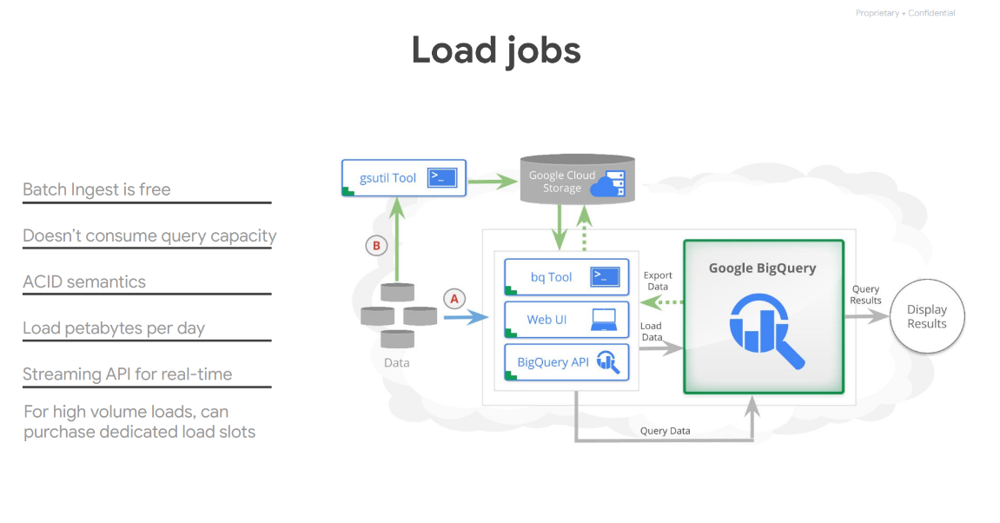 Proprietary + Confidential
Load jobs
Batch Ingest is free
Doesn't consume query capacity
ACID semantics
Load petabytes per day
Streaming API for real-time
For high volume loads, can
purchase dedicated load slots
gsutil Tool
>_
Google Cloud
Storage
B
A
Data
bq Tool
>_
Web UI
BigQuery API
Export
Data
Load
Data
Google BigQuery
Query
Results
Display
Results
Query Data